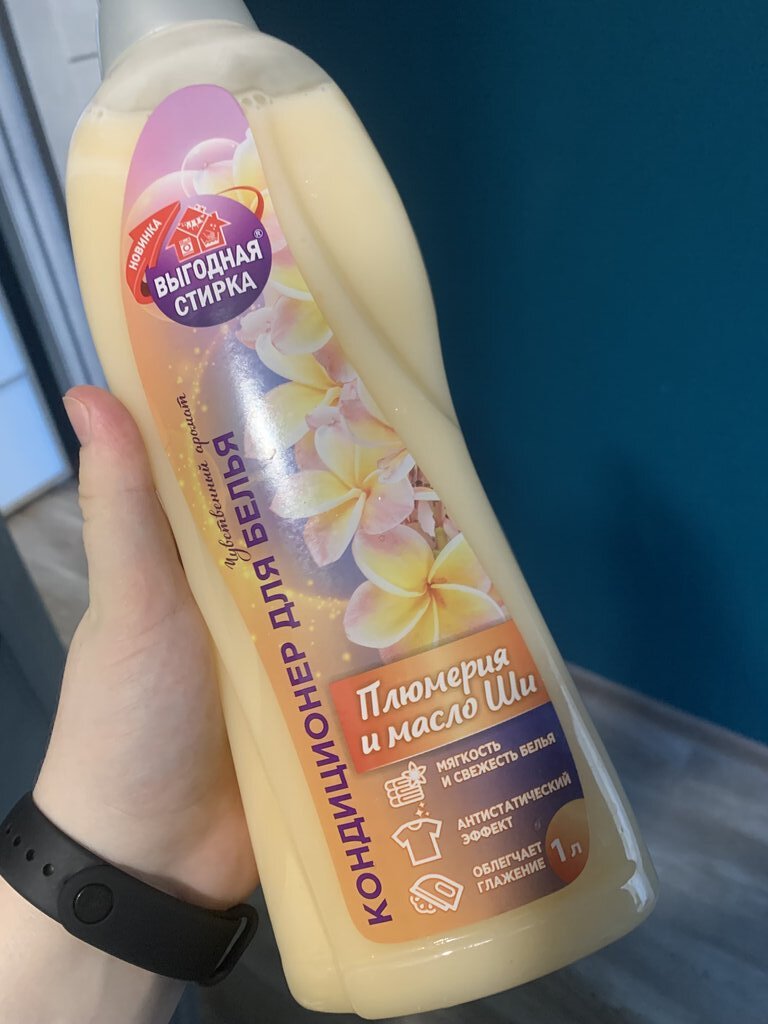 НОВИНКА
ВЫГОДНАЯ®
СТИРКА
Чувственный аромат
КОНДИЦИОНЕР ДЛЯ БЕЛЬЯ
Плюмерия
и масло Ши
МЯГКОСТЬ
И СВЕЖЕСТЬ БЕЛЬЯ
АНТИСТАТИЧЕСКИЙ
ЭФФЕКТ
ОБЛЕГЧАЕТ
ГЛАЖЕНИЕ
1 л